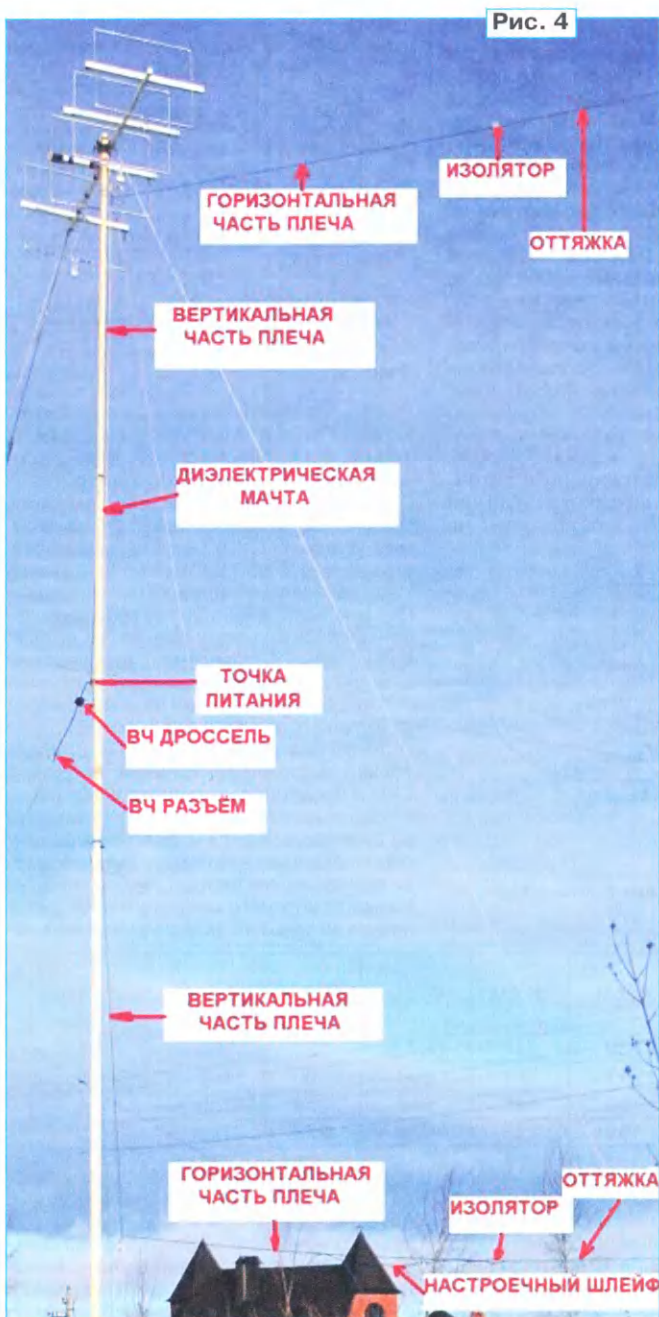 Рис. 4
ИЗОЛЯТОР
ГОРИЗОНТАЛЬНАЯ
ЧАСТЬ ПЛЕЧА
ОТТЯЖКА
ВЕРТИКАЛЬНАЯ
ЧАСТЬ ПЛЕЧА
ДИЭЛЕКТРИЧЕСКАЯ
МАЧТА
ТОЧКА
ПИТАНИЯ
ВЧ ДРОССЕЛЬ
ВЧ РАЗЪЁМ
ВЕРТИКАЛЬНАЯ
ЧАСТЬ ПЛЕЧА
ГОРИЗОНТАЛЬНАЯ
ЧАСТЬ ПЛЕЧА
ОТТЯЖКА
ИЗОЛЯТОР
НАСТРОЕЧНЫЙ ШЛЕЙФ